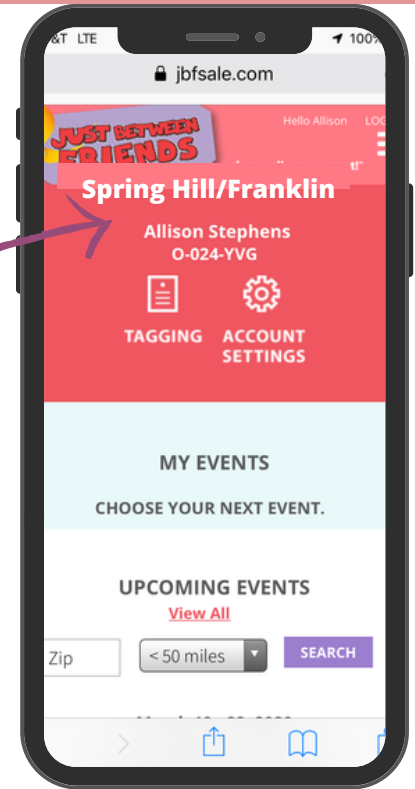 &T LTE 100%
jbfsale.com
Hello Allison LOG
JUST BETWEEN
FRIENDS
Spring Hill/Franklin
Allison Stephens
O-024-YVG
TAGGING ACCOUNT
SETTINGS
MY EVENTS
CHOOSE YOUR NEXT EVENT.
UPCOMING EVENTS
View All
Zip < 50 miles SEARCH